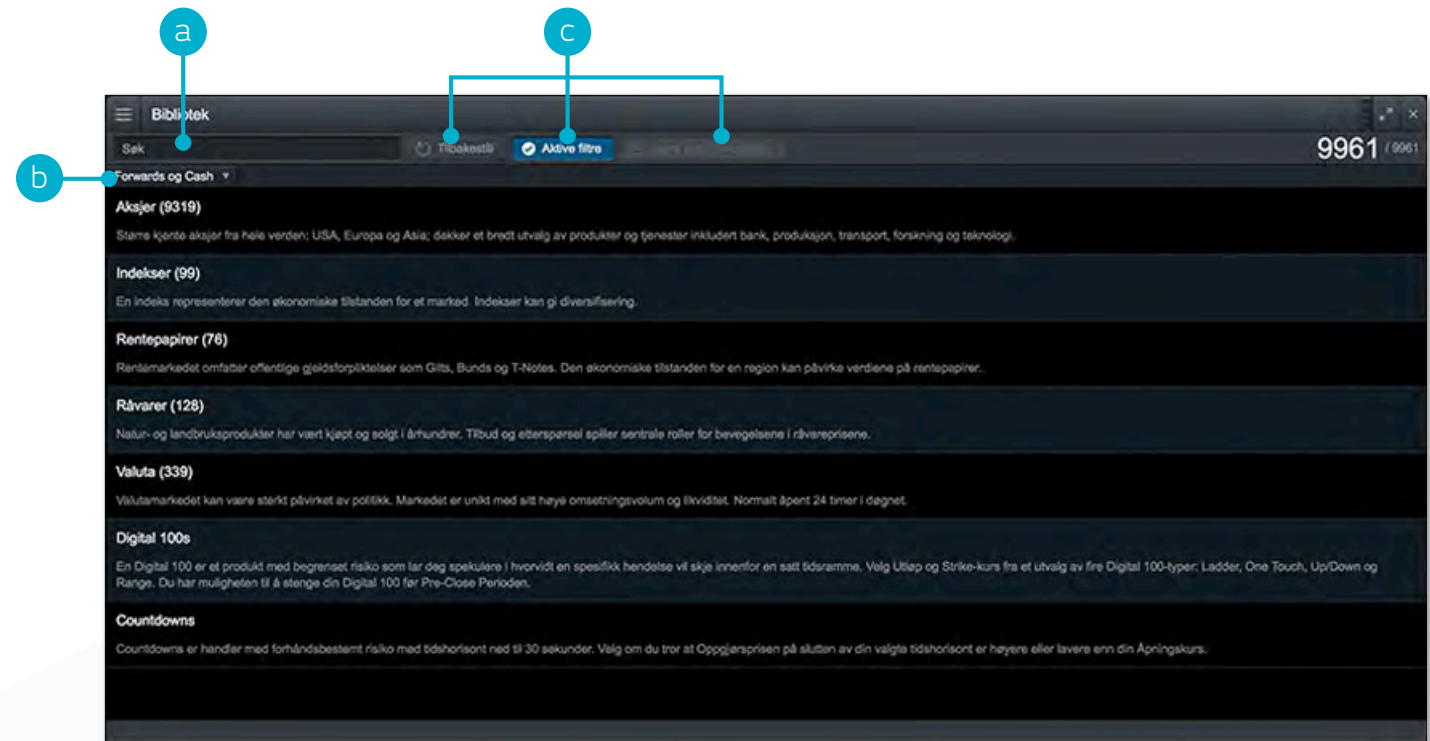 a
c
Bibliotek
Søk
Tilbakestill
Aktive filtre
9961 / 9961
b
Forwards og Cash
Aksjer (9319)
Større kjente aksjer fra hele verden; USA, Europa og Asia; dekker et bredt utvalg av produkter og tjenester inkludert bank, produksjon, transport, forskning og teknologi.
Indekser (99)
En indeks representerer den økonomiske tilstanden for et marked. Indekser kan gi diversifisering.
Rentepapirer (76)
Rentemarkedet omfatter offentlige gjeldsforpliktelser som Gilts, Bunds og T-Notes. Den økonomiske tilstanden for en region kan påvirke verdiene på rentepapirer.
Råvarer (128)
Natur- og landbruksprodukter har vært kjøpt og solgt i århundrer. Tilbud og etterspørsel spiller sentrale roller for bevegelsene i råvareprisene.
Valuta (339)
Valutamarkedet kan være sterkt påvirket av politikk. Markedet er unikt med sitt høye omsetningsvolum og likviditet. Normalt åpent 24 timer i døgnet.
Digital 100s
En Digital 100 er et produkt med begrenset risiko som lar deg spekulere i hvorvidt en spesifikk hendelse vil skje innenfor en satt tidsramme. Velg Utløp og Strike-kurs fra et utvalg av fire Digital 100-typer: Ladder, One Touch, Up/Down og
Range. Du har muligheten til å stenge din Digital 100 før Pre-Close Perioden.
Countdowns
Countdowns er handler med forhåndsbestemt risiko med tidshorisont ned til 30 sekunder. Velg om du tror at Oppgjørsprisen på slutten av din valgte tidshorisont er høyere eller lavere enn din Åpningskurs.